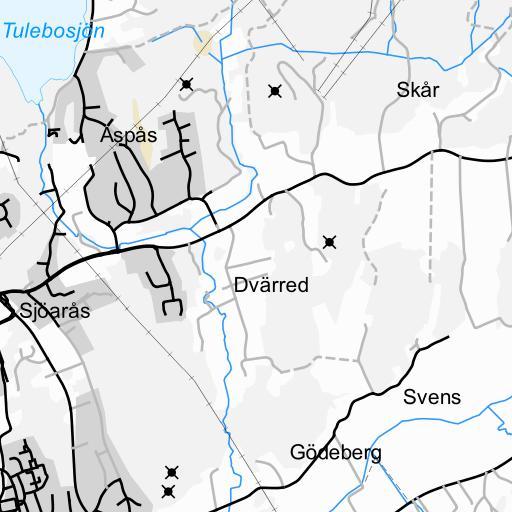 Tulebosjön
Skår
Aspås
Dvärred
Sjöarås
Svens
Gödeberg